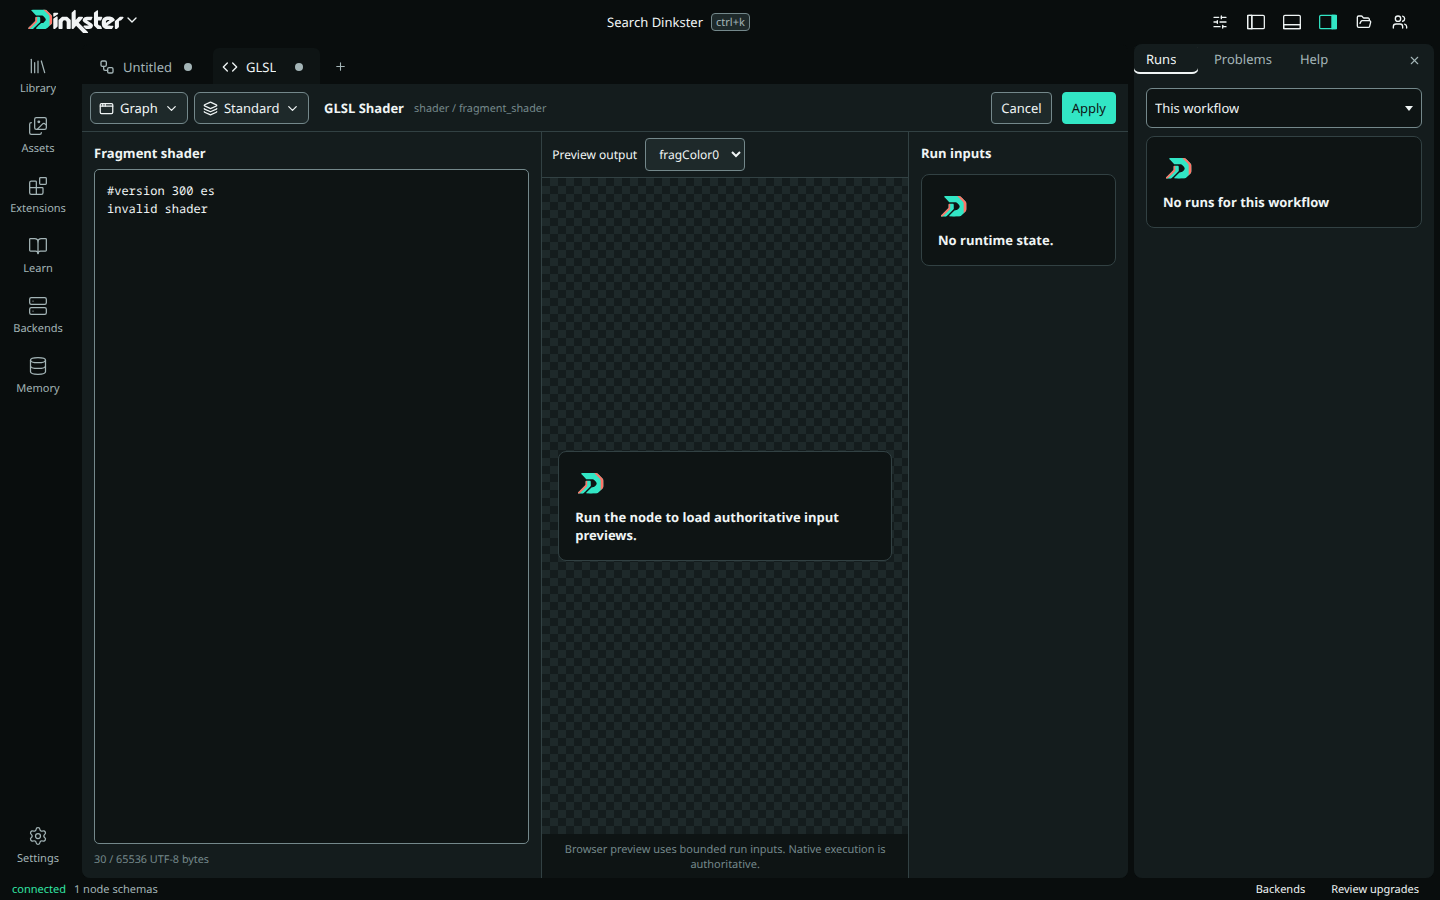 Dinkster
Search Dinkster ctrl+k
Library
Assets
Extensions
Learn
Backends
Memory
Settings
Untitled
GLSL
Graph
Standard
GLSL Shader shader / fragment_shader
Cancel
Apply
Fragment shader
#version 300 es
invalid shader
30 / 65536 UTF-8 bytes
Preview output fragColor0
Run the node to load authoritative input
previews.
Browser preview uses bounded run inputs. Native execution is
authoritative.
Run inputs
No runtime state.
Runs Problems Help
This workflow
No runs for this workflow
connected 1 node schemas
Backends Review upgrades